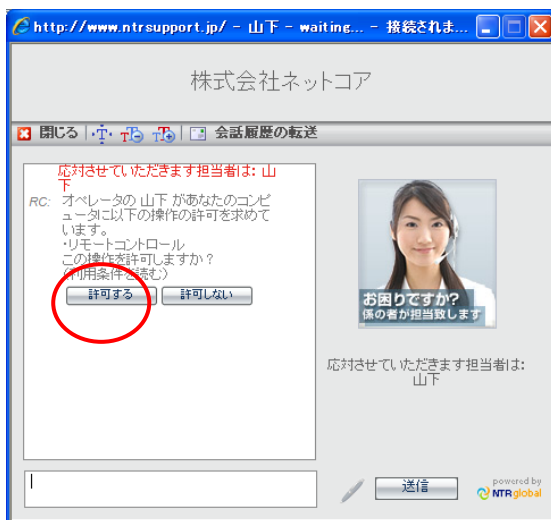 http://www.ntrsupport.jp/ - 山下 - waiting... - 接続されま...
株式会社ネットコア
閉じる T T T 会話履歴の転送
応対させていただきます担当者は: 山
下
RC: オペレータの 山下 があなたのコンピ
ュータに以下の操作の許可を求めて
います。
・リモートコントロール
この操作を許可しますか？
(利用条件を読む)
許可する 許可しない
お困りですか?
係の者が担当致します
応対させていただきます担当者は:
山下
送信
powered by
NTRglobal